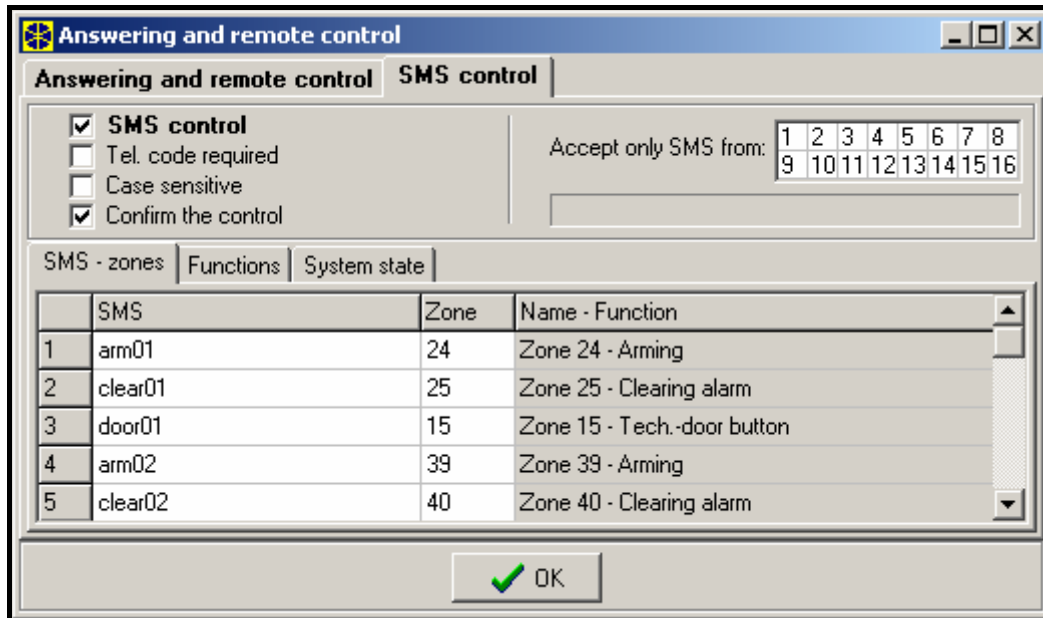 Answering and remote control
Answering and remote control SMS control
SMS control
Tel. code required
Case sensitive
Confirm the control
Accept only SMS from:
1 2 3 4 5 6 7 8
9 10 11 12 13 14 15 16
SMS - zones Functions System state
SMS Zone Name - Function
1 arm01 24 Zone 24 - Arming
2 clear01 25 Zone 25 - Clearing alarm
3 door01 15 Zone 15 - Tech.-door button
4 arm02 39 Zone 39 - Arming
5 clear02 40 Zone 40 - Clearing alarm
OK